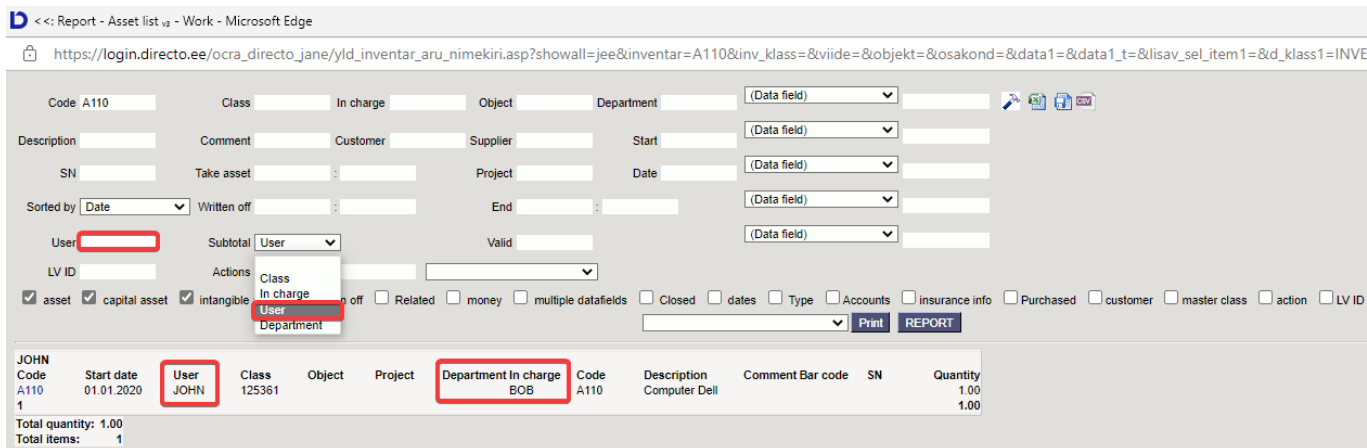 <<: Report - Asset list v3 - Work - Microsoft Edge
https://login.directo.ee/ocra_directo_jane/yld_inventar_aru_nimekiri.asp?showall=jee&inventar=A110&inv_klass=&viide=&objekt=&osakond=&data1=&data1_t=&lisav_sel_item1=&d_klass1=INVE
Code A110 Class In charge Object Department (Data field)
Description Comment Customer Supplier Start (Data field)
SN Take asset : Project Date (Data field)
Sorted by Date Written off : End : (Data field)
User Subtotal User Valid (Data field)
LV ID Actions
Class
In charge
User
Department
asset capital asset intangible n off Related money multiple datafields Closed dates Type Accounts insurance info Purchased customer master class action LV ID
Print REPORT
JOHN
Code Start date User Class Object Project Department In charge Code Description Comment Bar code SN Quantity
A110 01.01.2020 JOHN 125361 BOB A110 Computer Dell 1.00
1 1.00
Total quantity: 1.00
Total items: 1